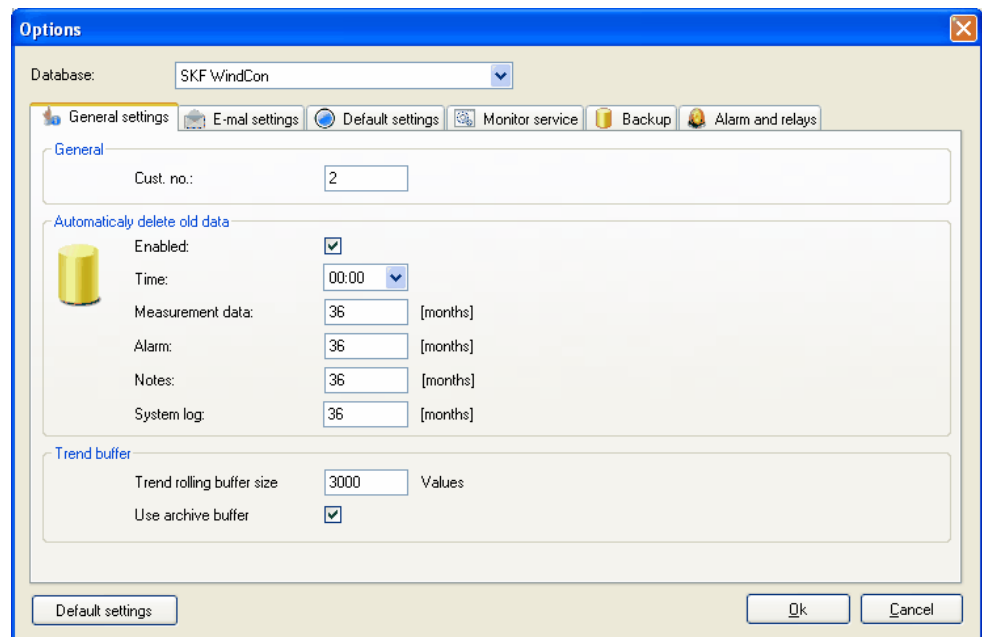 Options
Database: SKF WindCon
General settings E-mal settings Default settings Monitor service Backup Alarm and relays
General
Cust. no.: 2
Automaticaly delete old data
Enabled:
Time: 00:00
Measurement data: 36 [months]
Alarm: 36 [months]
Notes: 36 [months]
System log: 36 [months]
Trend buffer
Trend rolling buffer size 3000 Values
Use archive buffer
Default settings Ok Cancel